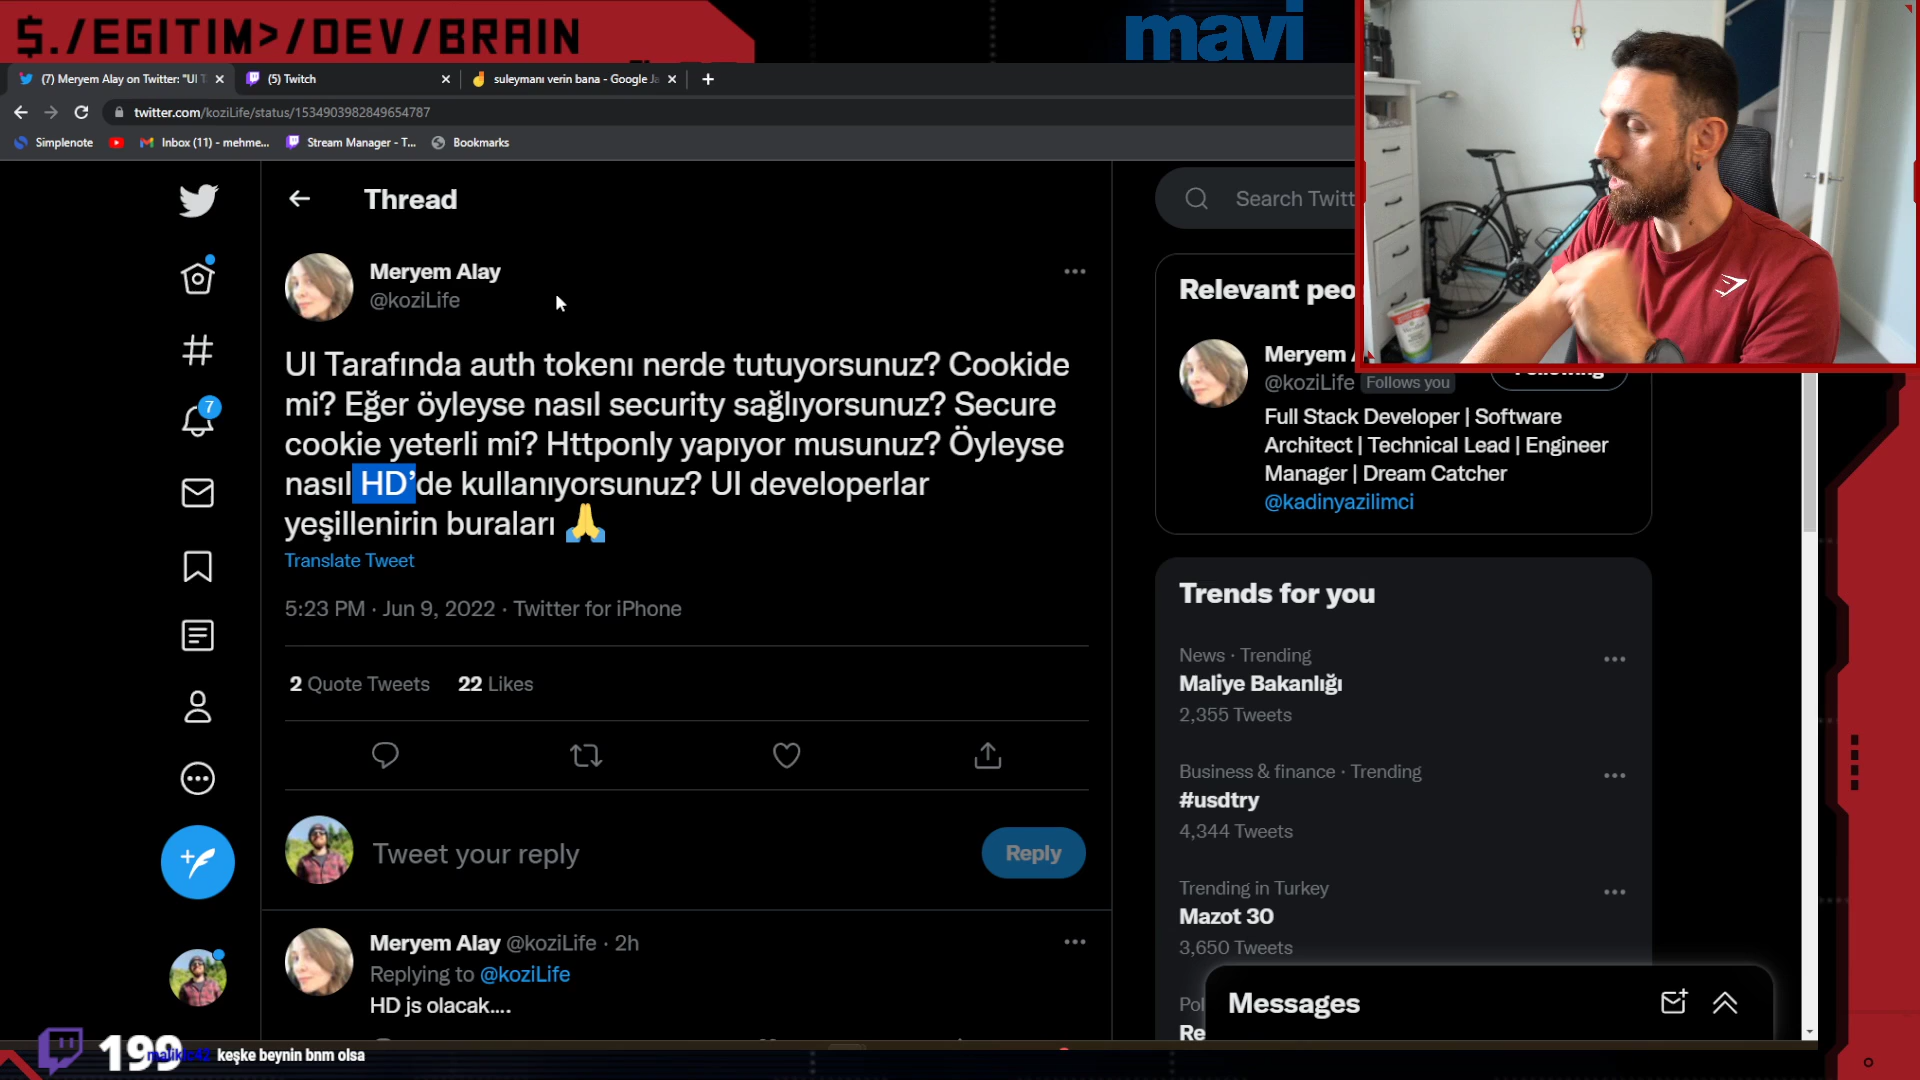 $./EGITIM>/DEV/BRAIN
mavi
(7) Meryem Alay on Twitter: "UI T
(5) Twitch
suleymanı verin bana - Google Ja
twitter.com/koziLife/status/1534903982849654787
Simplenote
Inbox (11) - mehme...
Stream Manager - T...
Bookmarks
Thread
Search Twitt
Meryem Alay
@koziLife
UI Tarafında auth tokenı nerde tutuyorsunuz? Cookide
mi? Eğer öyleyse nasıl security sağlıyorsunuz? Secure
cookie yeterli mi? Httponly yapıyor musunuz? Öyleyse
nasıl HD’de kullanıyorsunuz? UI developerlar
yeşillenirin buraları 🙏
Translate Tweet
5:23 PM · Jun 9, 2022 · Twitter for iPhone
2 Quote Tweets 22 Likes
Tweet your reply
Reply
Meryem Alay @koziLife · 2h
Replying to @koziLife
HD js olacak....
7
Relevant peo
Meryem A
@koziLife Follows you
Following
Full Stack Developer | Software
Architect | Technical Lead | Engineer
Manager | Dream Catcher
@kadinyazilimci
Trends for you
News · Trending
Maliye Bakanlığı
2,355 Tweets
Business & finance · Trending
#usdtry
4,344 Tweets
Trending in Turkey
Mazot 30
3,650 Tweets
Pol
Re
Messages
199
keşke beynin bnm olsa